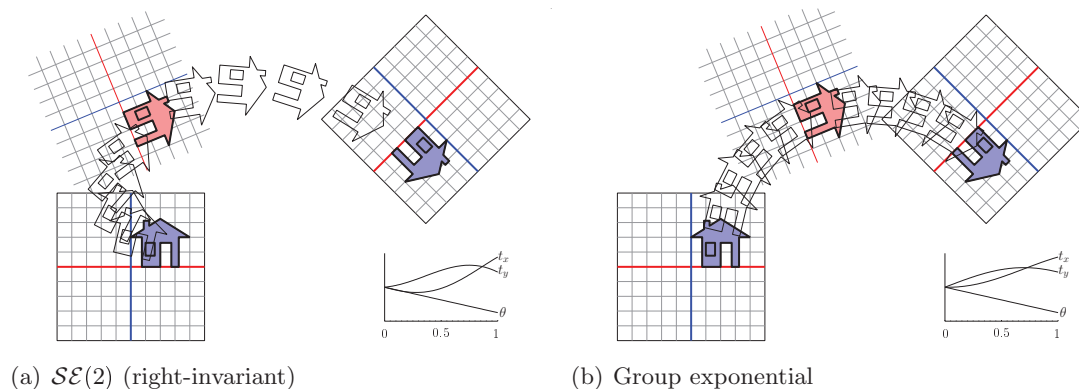 t_x
t_y
θ
0 0.5 1
t_x
t_y
θ
0 0.5 1
(a) 𝒮ℰ(2) (right-invariant)
(b) Group exponential